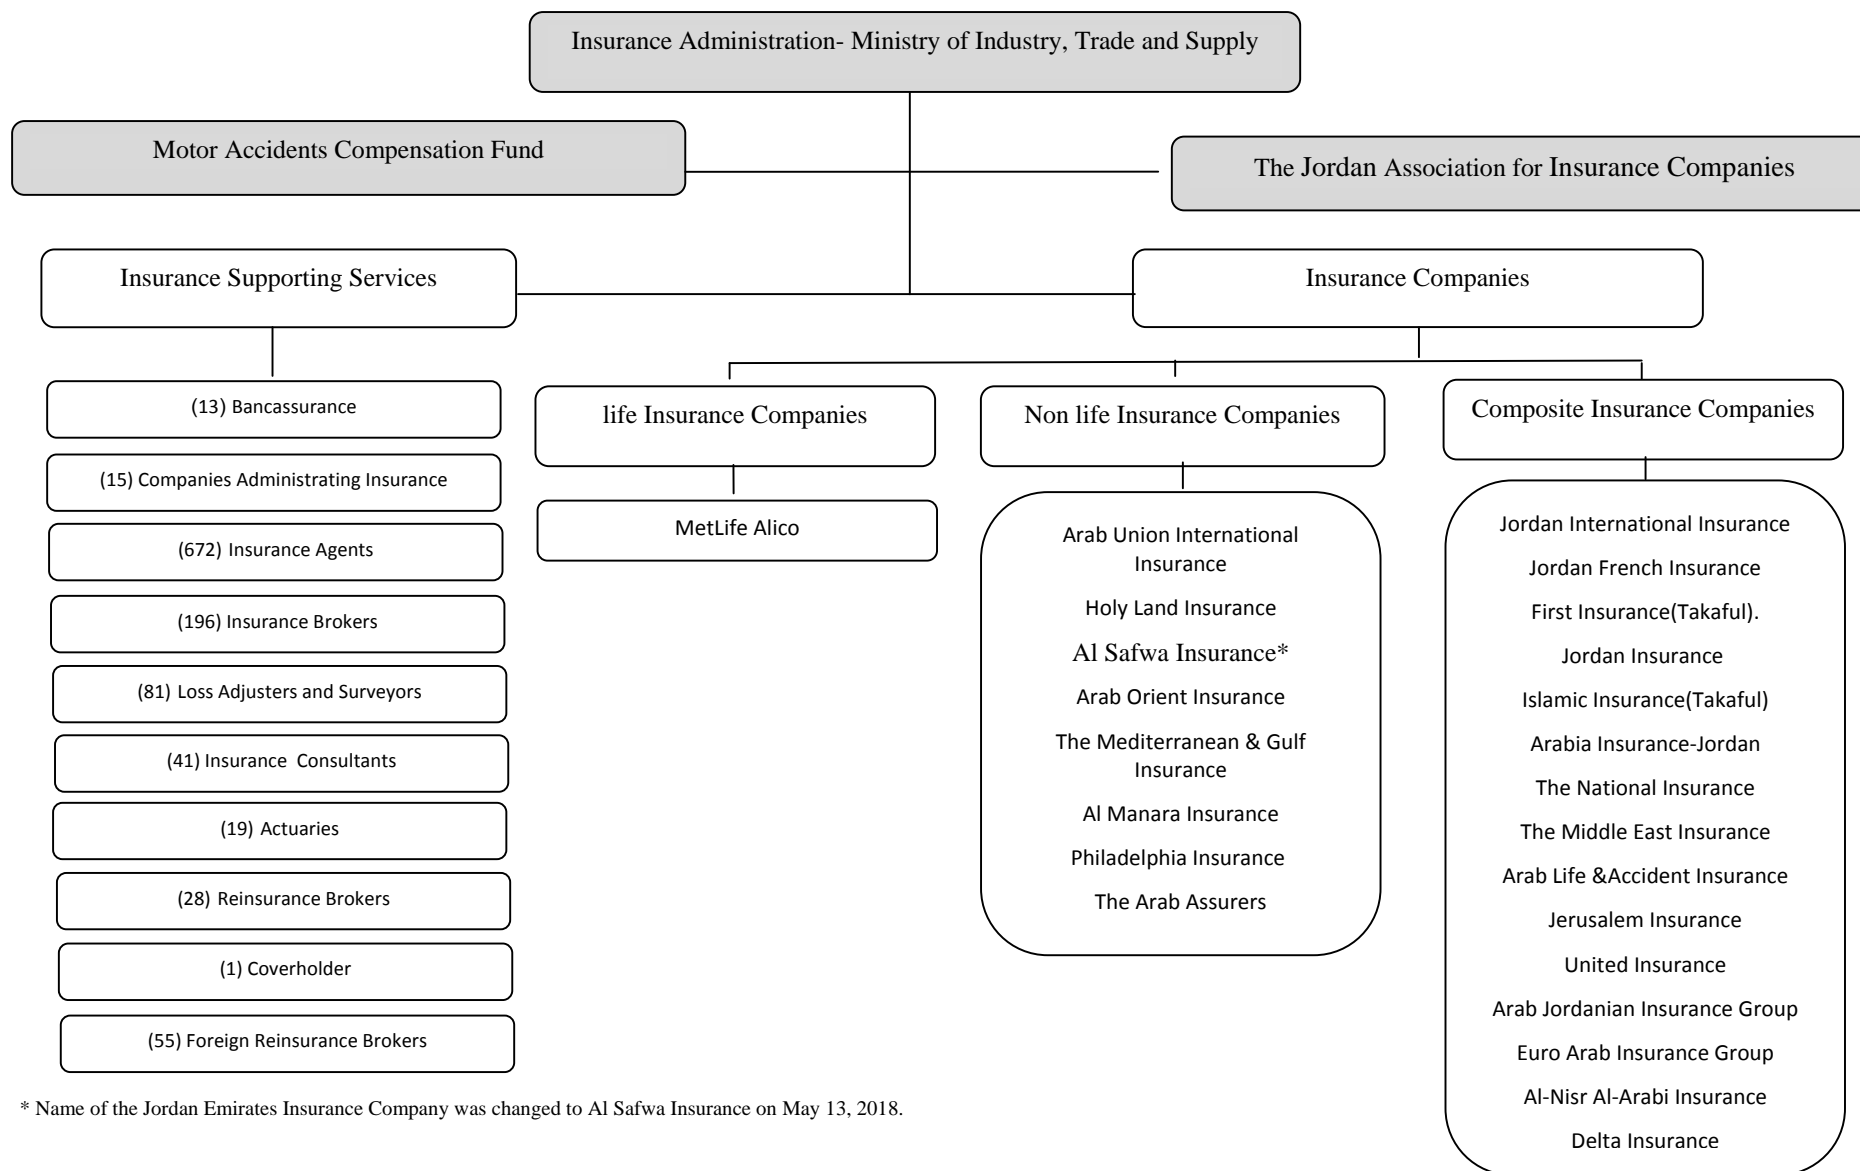 Insurance Administration- Ministry of Industry, Trade and Supply
Motor Accidents Compensation Fund
The Jordan Association for Insurance Companies
Insurance Supporting Services
Insurance Companies
(13) Bancassurance
(15) Companies Administrating Insurance
(672) Insurance Agents
(196) Insurance Brokers
(81) Loss Adjusters and Surveyors
(41) Insurance Consultants
(19) Actuaries
(28) Reinsurance Brokers
(1) Coverholder
(55) Foreign Reinsurance Brokers
life Insurance Companies
MetLife Alico
Non life Insurance Companies
Arab Union International
Insurance
Holy Land Insurance
Al Safwa Insurance*
Arab Orient Insurance
The Mediterranean & Gulf
Insurance
Al Manara Insurance
Philadelphia Insurance
The Arab Assurers
Composite Insurance Companies
Jordan International Insurance
Jordan French Insurance
First Insurance(Takaful).
Jordan Insurance
Islamic Insurance(Takaful)
Arabia Insurance-Jordan
The National Insurance
The Middle East Insurance
Arab Life &Accident Insurance
Jerusalem Insurance
United Insurance
Arab Jordanian Insurance Group
Euro Arab Insurance Group
Al-Nisr Al-Arabi Insurance
Delta Insurance
* Name of the Jordan Emirates Insurance Company was changed to Al Safwa Insurance on May 13, 2018.